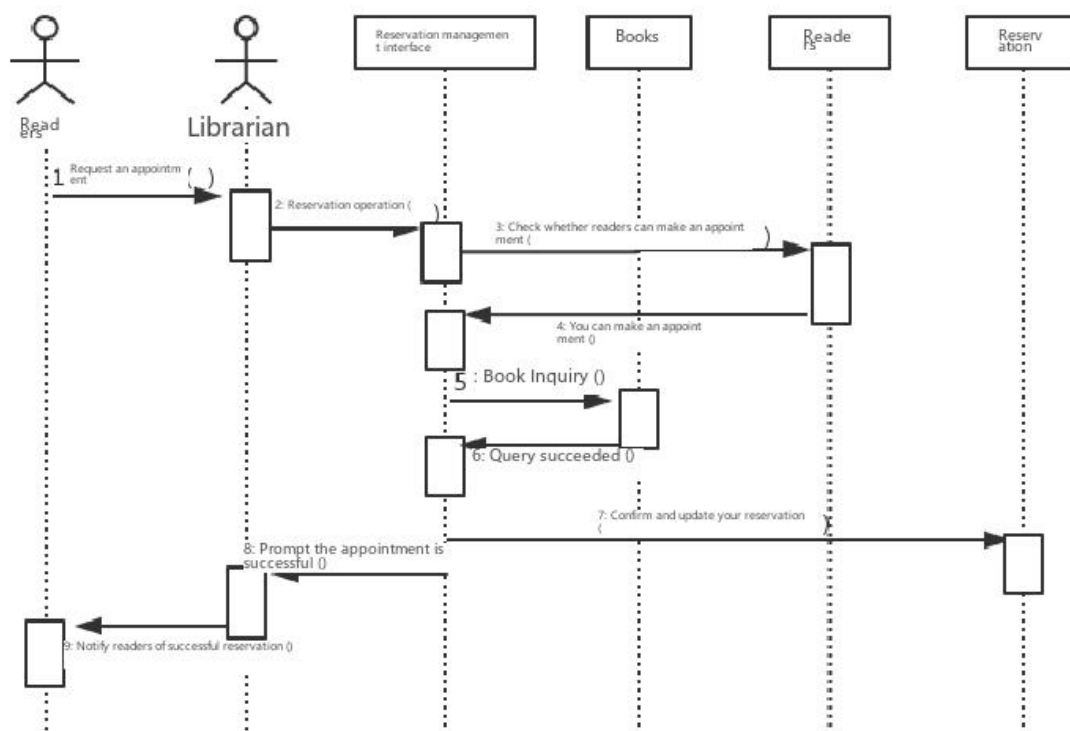 Reservation managemen
t interface
Books
Reade
rs
Reserv
ation
Read
ers
Librarian
1 Request an appointm
ent ( )
2: Reservation operation ( )
3: Check whether readers can make an appoint
ment ( )
4: You can make an appoint
ment ()
5 : Book Inquiry ()
6: Query succeeded ()
7: Confirm and update your reservation
( )
8: Prompt the appointment is
successful ()
9: Notify readers of successful reservation ()